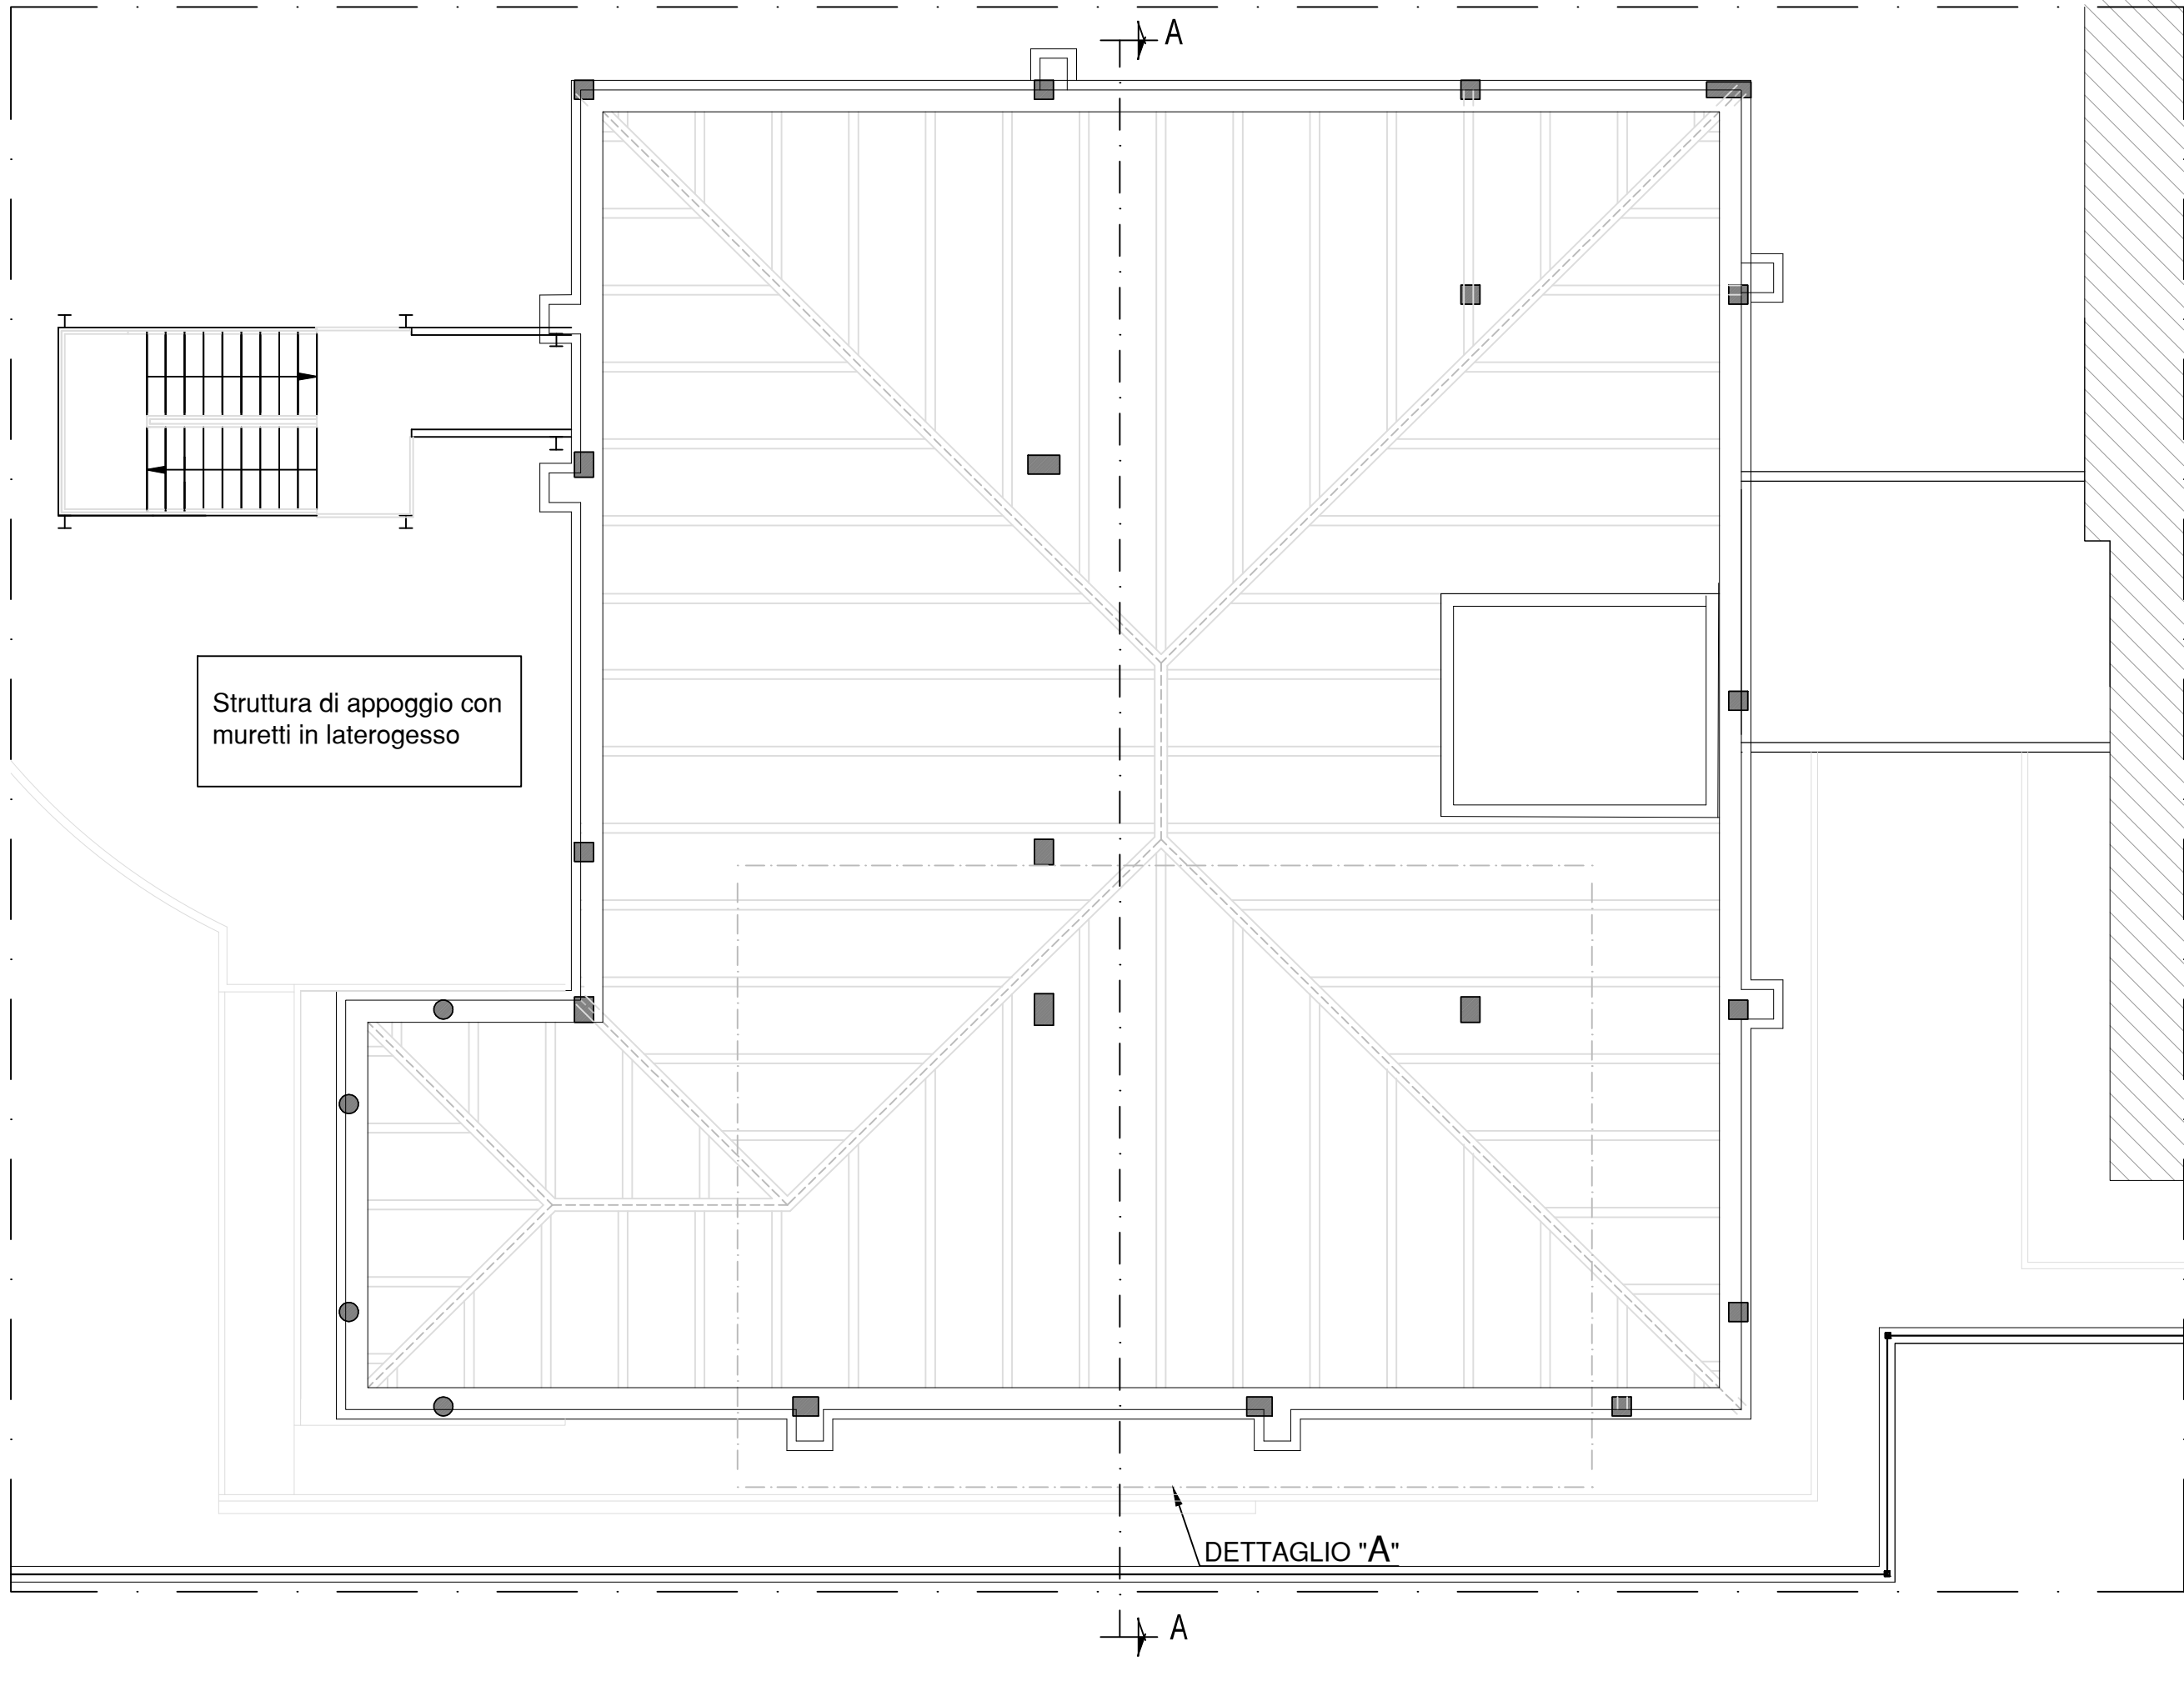 A
Struttura di appoggio con
muretti in laterogesso
DETTAGLIO "A"
A